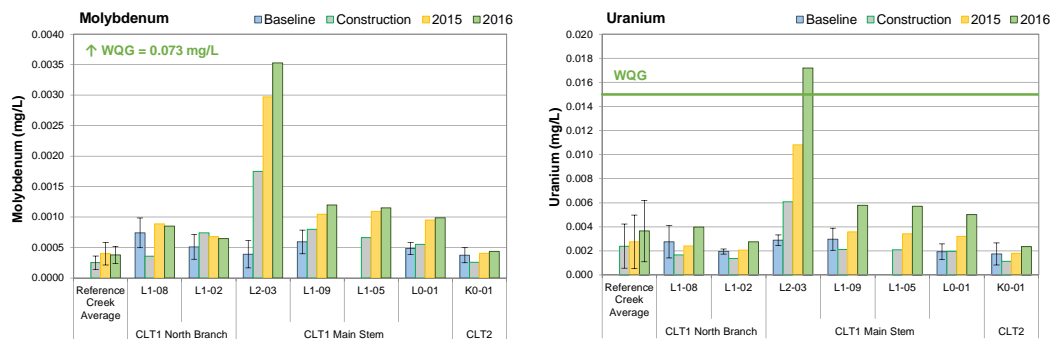 Molybdenum
Baseline Construction 2015 2016
↑ WQG = 0.073 mg/L
Molybdenum (mg/L)
0.0040
0.0035
0.0030
0.0025
0.0020
0.0015
0.0010
0.0005
0.0000
Reference Creek Average L1-08 L1-02 L2-03 L1-09 L1-05 L0-01 K0-01
CLT1 North Branch CLT1 Main Stem CLT2
Uranium
Baseline Construction 2015 2016
WQG
Uranium (mg/L)
0.020
0.018
0.016
0.014
0.012
0.010
0.008
0.006
0.004
0.002
0.000
Reference Creek Average L1-08 L1-02 L2-03 L1-09 L1-05 L0-01 K0-01
CLT1 North Branch CLT1 Main Stem CLT2